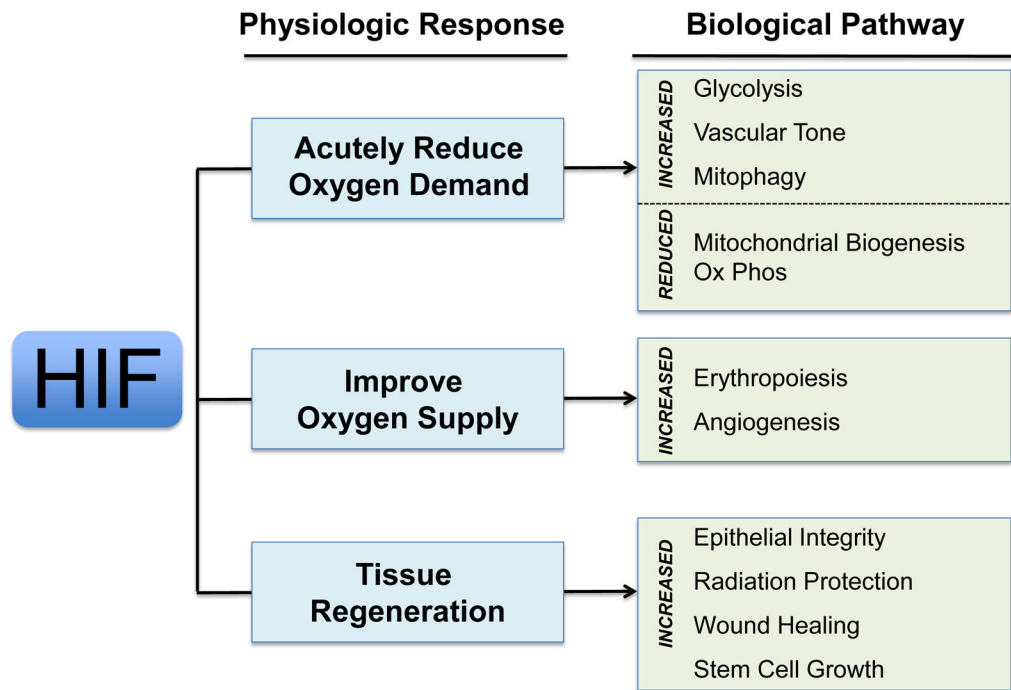 Physiologic Response
Biological Pathway
HIF
Acutely Reduce
Oxygen Demand
INCREASED
Glycolysis
Vascular Tone
Mitophagy
REDUCED
Mitochondrial Biogenesis
Ox Phos
Improve
Oxygen Supply
INCREASED
Erythropoiesis
Angiogenesis
Tissue
Regeneration
INCREASED
Epithelial Integrity
Radiation Protection
Wound Healing
Stem Cell Growth